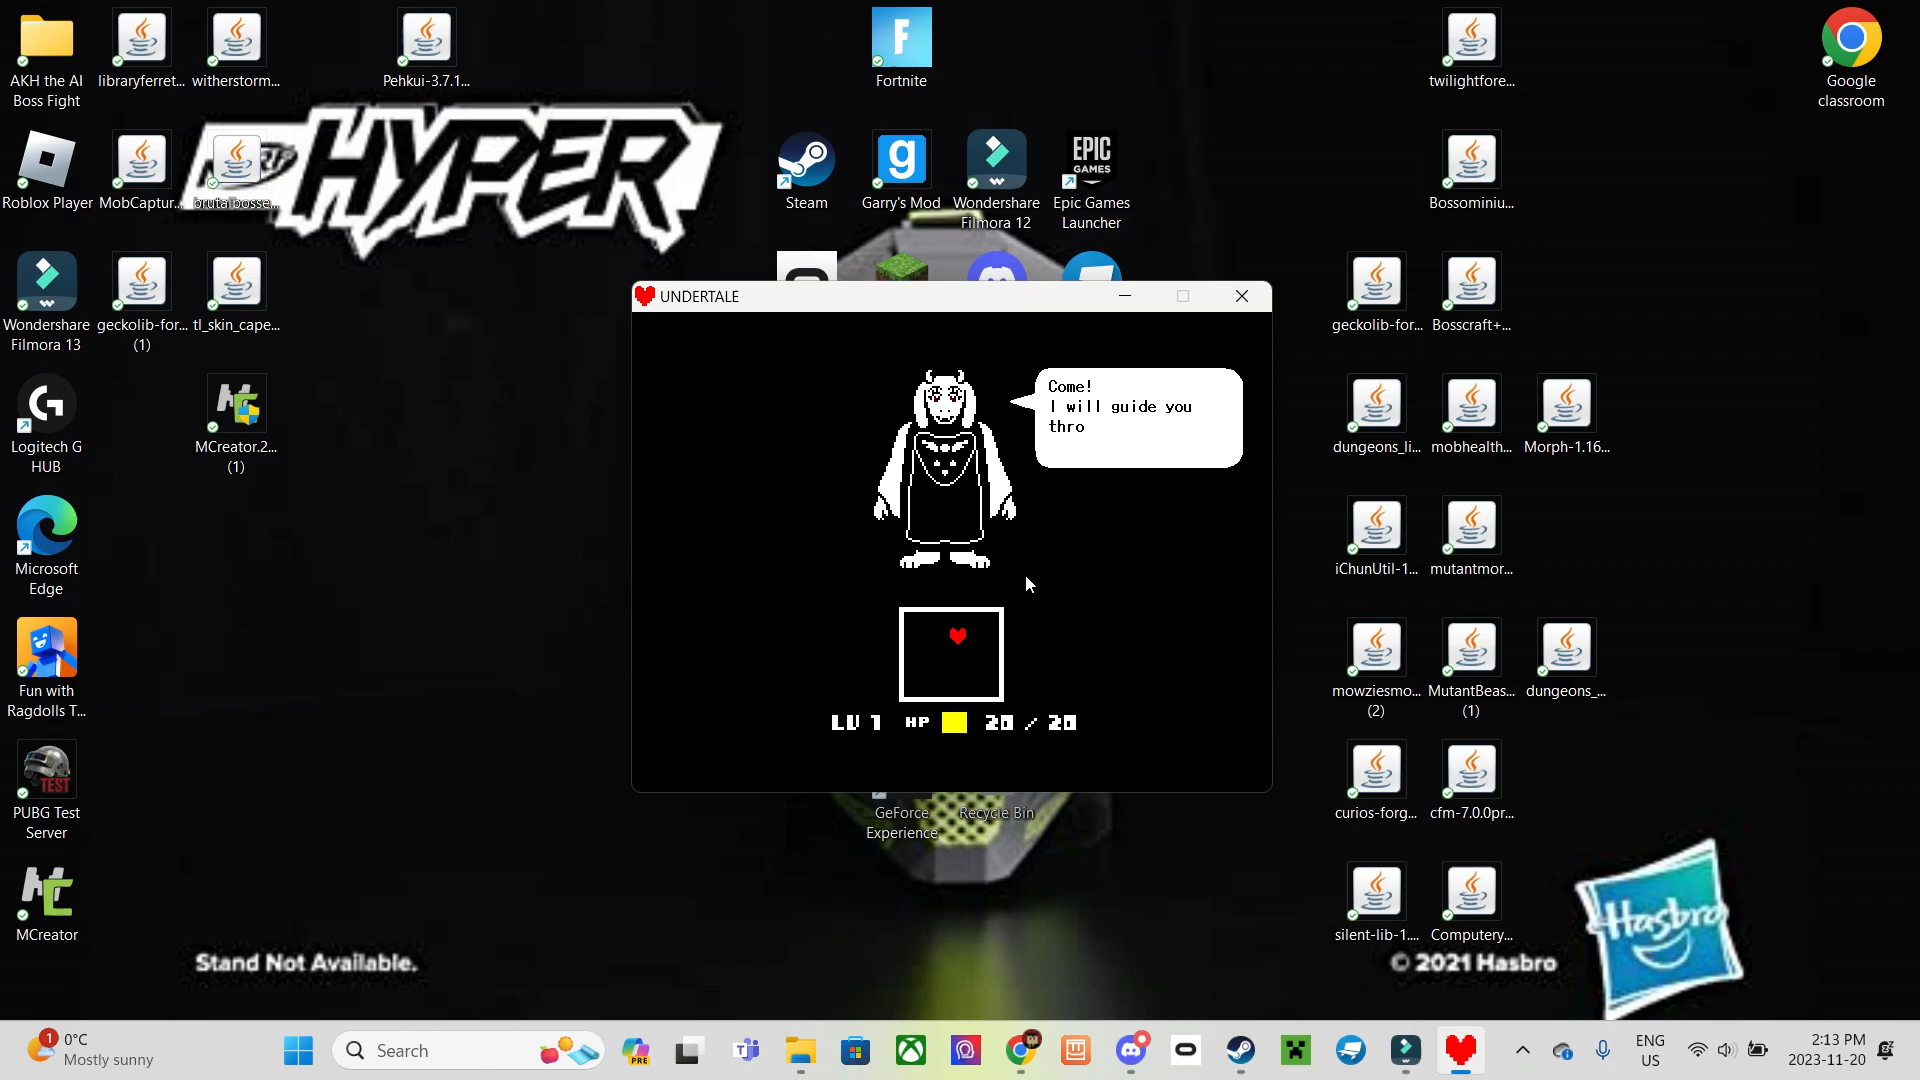 AKH the AI
Boss Fight
libraryferret...
witherstorm...
Pehkui-3.7.1...
Fortnite
twilightfore...
Google
classroom
HYPER
Roblox Player
MobCaptur...
brutalbosse...
Steam
Garry's Mod
Wondershare
Filmora 12
EPIC
GAMES
Epic Games
Launcher
Bossominiu...
Wondershare
Filmora 13
geckolib-for...
(1)
tl_skin_cape...
geckolib-for...
Bosscraft+...
UNDERTALE
Come!
I will guide you
thro
LV 1 HP 20 / 20
Logitech G
HUB
MCreator.2...
(1)
dungeons_li...
mobhealth...
Morph-1.16...
Microsoft
Edge
iChunUtil-1...
mutantmor...
Fun with
Ragdolls T...
mowziesmo...
(2)
MutantBeas...
(1)
dungeons_...
TEST
PUBG Test
Server
GeForce
Experience
Recycle Bin
curios-forg...
cfm-7.0.0pr...
MCreator
silent-lib-1....
Computery...
Hasbro
Stand Not Available.
© 2021 Hasbro
1
0°C
Mostly sunny
Search
PRE
ENG
US
2:13 PM
2023-11-20